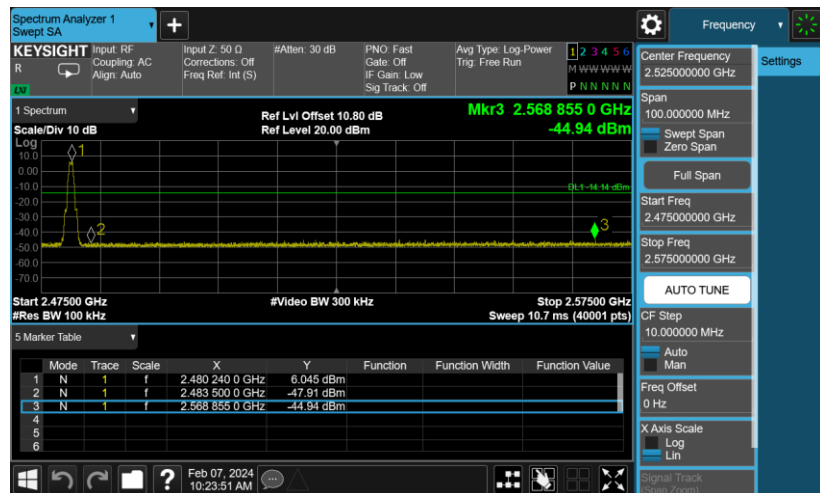 Spectrum Analyzer 1
Swept SA
+
Frequency
KEYSIGHT
R
LXI
Input: RF
Coupling: AC
Align: Auto
Input Z: 50 Ω
Corrections: Off
Freq Ref: Int (S)
#Atten: 30 dB
PNO: Fast
Gate: Off
IF Gain: Low
Sig Track: Off
Avg Type: Log-Power
Trig: Free Run
1 2 3 4 5 6
M W W W W W
P N N N N N
Settings
Center Frequency
2.525000000 GHz
Span
100.000000 MHz
Swept Span
Zero Span
Full Span
Start Freq
2.475000000 GHz
Stop Freq
2.575000000 GHz
AUTO TUNE
CF Step
10.000000 MHz
Auto
Man
Freq Offset
0 Hz
X Axis Scale
Log
Lin
Signal Track
(Span Zoom)
1 Spectrum
Scale/Div 10 dB
Ref Lvl Offset 10.80 dB
Ref Level 20.00 dBm
Mkr3 2.568 855 0 GHz
-44.94 dBm
Log
10.0
0.00
-10.0
-20.0
-30.0
-40.0
-50.0
-60.0
-70.0
1
2
3
DL1 -14.14 dBm
Start 2.47500 GHz
#Res BW 100 kHz
#Video BW 300 kHz
Stop 2.57500 GHz
Sweep 10.7 ms (40001 pts)
5 Marker Table
Mode Trace Scale X Y Function Function Width Function Value
1 N 1 f 2.480 240 0 GHz 6.045 dBm
2 N 1 f 2.483 500 0 GHz -47.91 dBm
3 N 1 f 2.568 855 0 GHz -44.94 dBm
4
5
6
?
Feb 07, 2024
10:23:51 AM